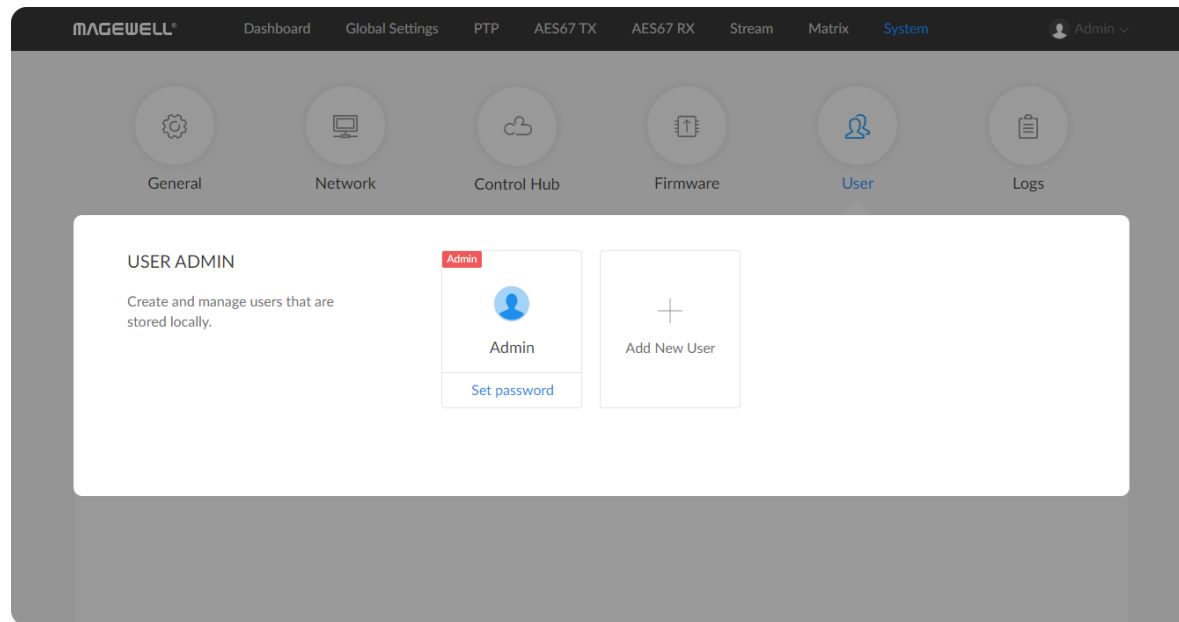 MAGEWELL®
Dashboard
Global Settings
PTP
AES67 TX
AES67 RX
Stream
Matrix
System
Admin
General
Network
Control Hub
Firmware
User
Logs
USER ADMIN
Create and manage users that are
stored locally.
Admin
Admin
Set password
Add New User